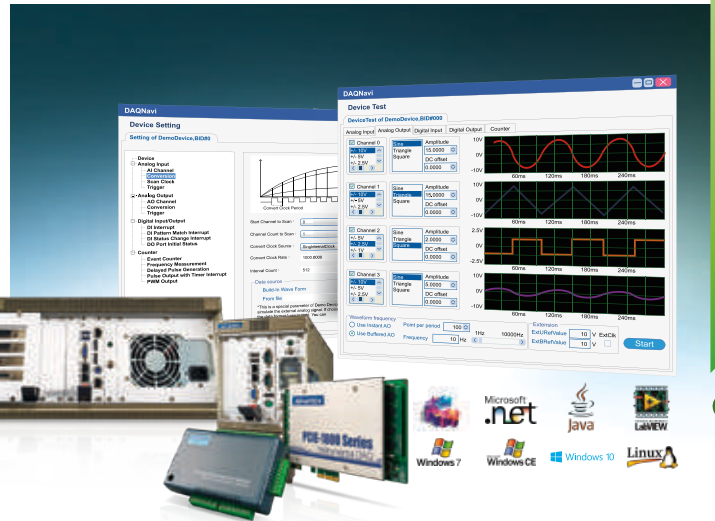 DAQNavi
Device Setting
Setting of DemoDevice,BID#0
Device
Analog Input
AI Channel
Conversion
Scan Clock
Trigger
Analog Output
AO Channel
Conversion
Trigger
Digital Input/Output
DI Interrupt
DI Pattern Match Interrupt
DI Status Change Interrupt
DO Port Initial Status
Counter
Event Counter
Frequency Measurement
Delayed Pulse Generation
Pulse Output with Timer Interrupt
PWM Output
Convert Clock Period
Start Channel to Scan : 0
Channel Count to Scan : 1
Convert Clock Source : SingInternalClock
Convert Clock Rate : 1000.0000
Internal Count : 512
Data source
Build-In Wave Form
From file
DAQNavi
Device Test
DeviceTest of DemoDevice,BID#000
Analog Input Analog Output Digital Input Digital Output Counter
Channel 0
+/- 10V
+/- 5V
+/- 2.5V
Sine
Triangle
Square
Amplitude
15.0000
DC offset
0.0000
10V
0V
-10V
60ms 120ms 180ms 240ms
Channel 1
+/- 10V
+/- 5V
+/- 2.5V
Sine
Triangle
Square
Amplitude
15.0000
DC offset
0.0000
10V
0V
-10V
60ms 120ms 180ms 240ms
Channel 2
+/- 5V
+/- 2.5V
+/- 1V
Sine
Triangle
Square
Amplitude
2.0000
DC offset
0.0000
2.5V
0V
-2.5V
60ms 120ms 180ms 240ms
Channel 3
+/- 10V
+/- 5V
+/- 2.5V
Sine
Triangle
Square
Amplitude
5.0000
DC offset
0.0000
10V
0V
-10V
60ms 120ms 180ms 240ms
Waveform frequency
Use Instant AO
Use Buffered AO
Point per period 100
Frequency 10 Hz
1Hz 10000Hz
Extension
ExtURefValue 10 V ExtClk
ExtBRefValue 10 V
Start
ADVANTECH
PCIE-1800 Series
Instrumental DAQ
Microsoft
.net
Java
LabVIEW
Windows 7
Windows CE
Windows 10
Linux